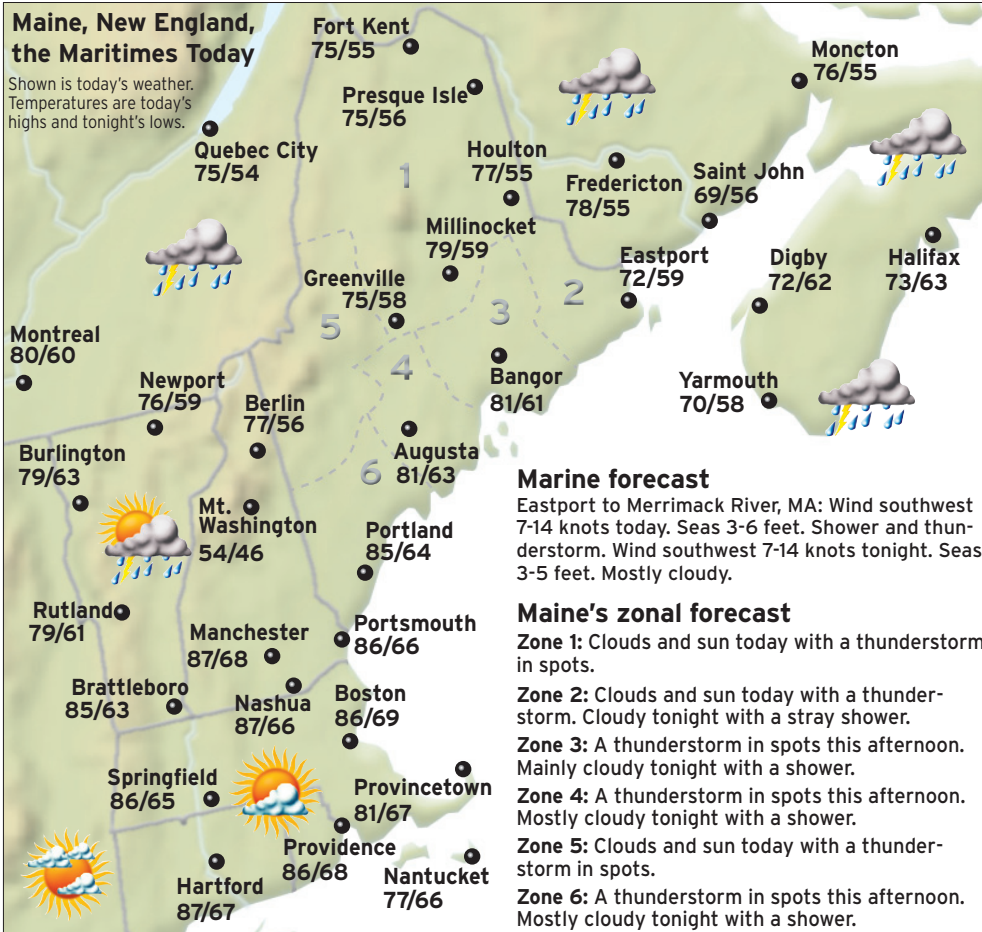 Maine, New England,
the Maritimes Today
Shown is today's weather.
Temperatures are today's
highs and tonight's lows.
Fort Kent
75/55
Presque Isle
75/56
Moncton
76/55
Quebec City
75/54
1
Houlton
77/55
Fredericton
78/55
Saint John
69/56
Millinocket
79/59
Greenville
75/58
Eastport
72/59
Digby
72/62
Halifax
73/63
5
3
2
4
Montreal
80/60
Newport
76/59
Berlin
77/56
Bangor
81/61
Yarmouth
70/58
Burlington
79/63
Augusta
81/63
6
Mt.
Washington
54/46
Portland
85/64
Rutland
79/61
Manchester
87/68
Portsmouth
86/66
Brattleboro
85/63
Nashua
87/66
Boston
86/69
Springfield
86/65
Provincetown
81/67
Providence
86/68
Hartford
87/67
Nantucket
77/66
Marine forecast
Eastport to Merrimack River, MA: Wind southwest
7-14 knots today. Seas 3-6 feet. Shower and thun-
derstorm. Wind southwest 7-14 knots tonight. Seas
3-5 feet. Mostly cloudy.
Maine's zonal forecast
Zone 1: Clouds and sun today with a thunderstorm
in spots.
Zone 2: Clouds and sun today with a thunder-
storm. Cloudy tonight with a stray shower.
Zone 3: A thunderstorm in spots this afternoon.
Mainly cloudy tonight with a shower.
Zone 4: A thunderstorm in spots this afternoon.
Mostly cloudy tonight with a shower.
Zone 5: Clouds and sun today with a thunder-
storm in spots.
Zone 6: A thunderstorm in spots this afternoon.
Mostly cloudy tonight with a shower.